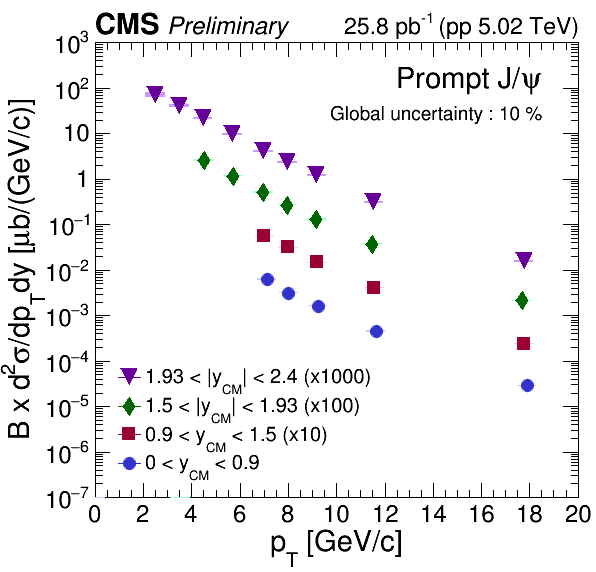 CMS Preliminary 25.8 pb⁻¹ (pp 5.02 TeV)
Prompt J/ψ
Global uncertainty : 10 %
B x d²σ/dp_Tdy [μb/(GeV/c)]
10³
10²
10
1
10⁻¹
10⁻²
10⁻³
10⁻⁴
10⁻⁵
10⁻⁶
10⁻⁷
1.93 < |y_CM| < 2.4 (x1000)
1.5 < |y_CM| < 1.93 (x100)
0.9 < y_CM < 1.5 (x10)
0 < y_CM < 0.9
0 2 4 6 8 10 12 14 16 18 20
p_T [GeV/c]